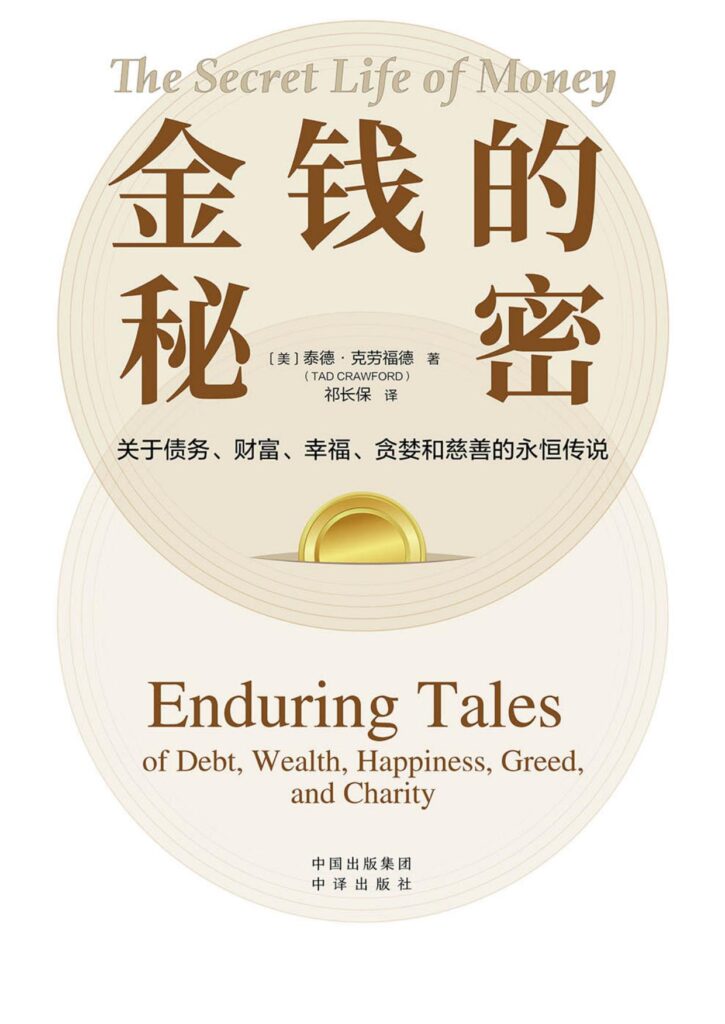 The Secret Life of Money
金钱的
秘密
[美]泰德·克劳福德 著
(TAD CRAWFORD)
祁长保 译
关于债务、财富、幸福、贪婪和慈善的永恒传说
Enduring Tales
of Debt, Wealth, Happiness, Greed,
and Charity
中国出版集团
中译出版社